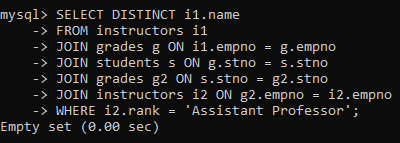 mysql> SELECT DISTINCT i1.name
    -> FROM instructors i1
    -> JOIN grades g ON i1.empno = g.empno
    -> JOIN students s ON g.stno = s.stno
    -> JOIN grades g2 ON s.stno = g2.stno
    -> JOIN instructors i2 ON g2.empno = i2.empno
    -> WHERE i2.rank = 'Assistant Professor';
Empty set (0.00 sec)